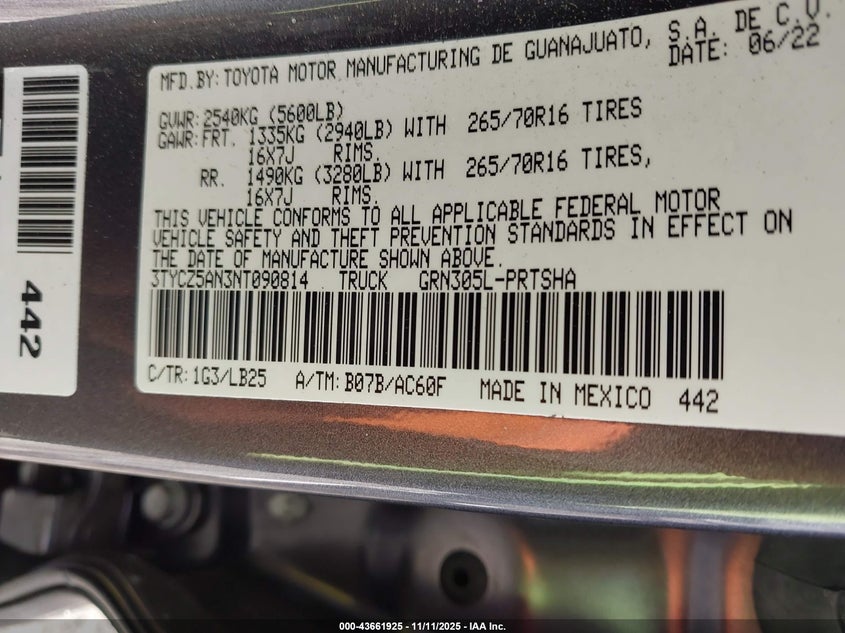 MFD.BY: TOYOTA MOTOR MANUFACTURING DE GUANAJUATO, S.A. DE C.V.
DATE: 06/22
GVWR: 2540KG (5600LB)
GAWR: FRT. 1335KG (2940LB) WITH 265/70R16 TIRES
16X7J RIMS.
RR. 1490KG (3280LB) WITH 265/70R16 TIRES,
16X7J RIMS.
THIS VEHICLE CONFORMS TO ALL APPLICABLE FEDERAL MOTOR
VEHICLE SAFETY AND THEFT PREVENTION STANDARDS IN EFFECT ON
THE DATE OF MANUFACTURE SHOWN ABOVE.
3TYCZ5AN3NT090814 TRUCK GRN305L-PRTSHA
C/TR: 1G3/LB25 A/TM: B07B/AC60F MADE IN MEXICO 442
442
000-43661925 - 11/11/2025 - IAA Inc.